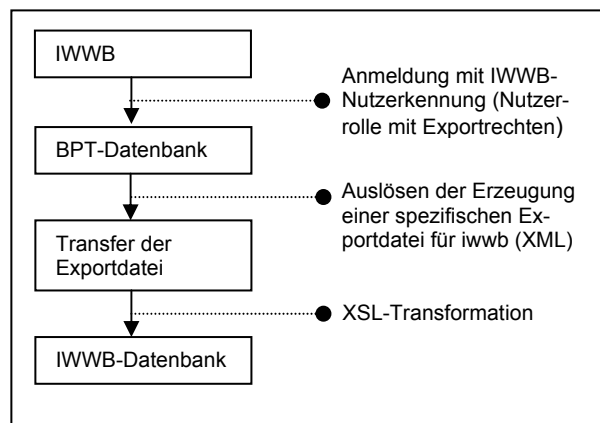 IWWB
Anmeldung mit IWWB-
Nutzerkennung (Nutzer-
rolle mit Exportrechten)
BPT-Datenbank
Auslösen der Erzeugung
einer spezifischen Ex-
portdatei für iwwb (XML)
Transfer der
Exportdatei
XSL-Transformation
IWWB-Datenbank